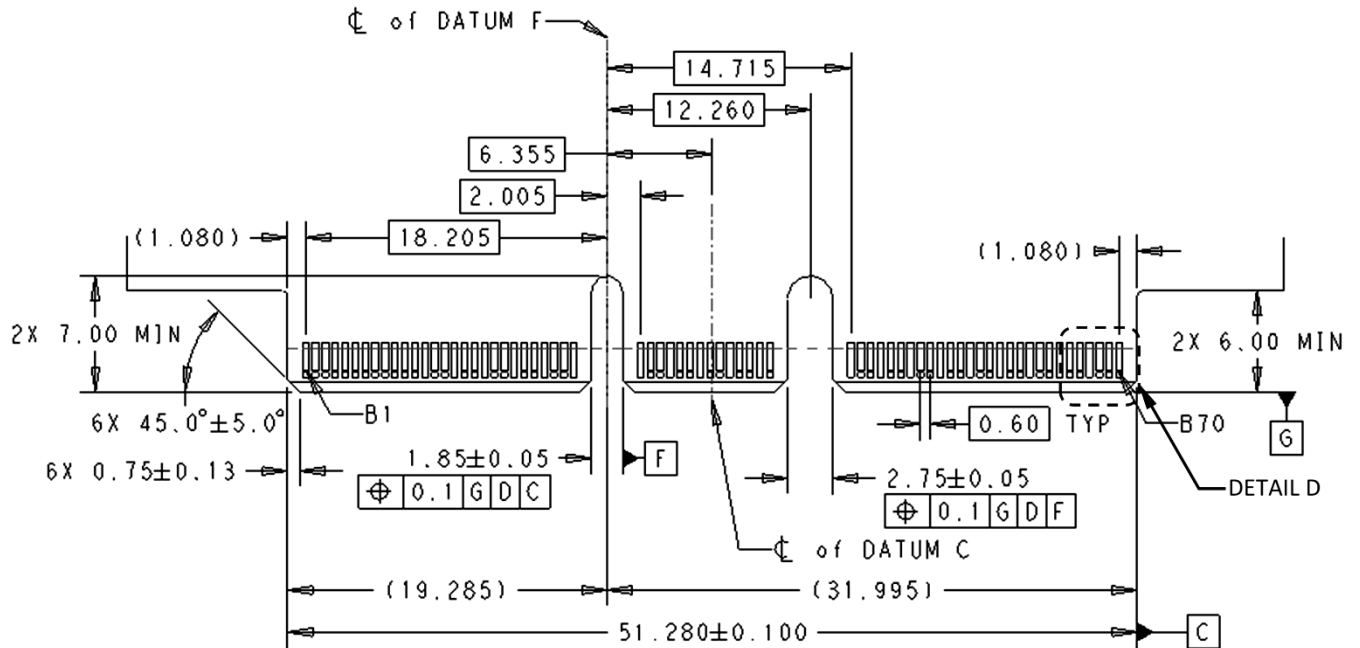 ℄ of DATUM F
14.715
12.260
6.355
2.005
(1.080) 18.205 (1.080)
2X 7.00 MIN 2X 6.00 MIN
6X 45.0°±5.0° B1 0.60 TYP B70
G
6X 0.75±0.13 1.85±0.05 F 2.75±0.05 DETAIL D
⌖ 0.1 G D C ⌖ 0.1 G D F
℄ of DATUM C
(19.285) (31.995)
51.280±0.100 C